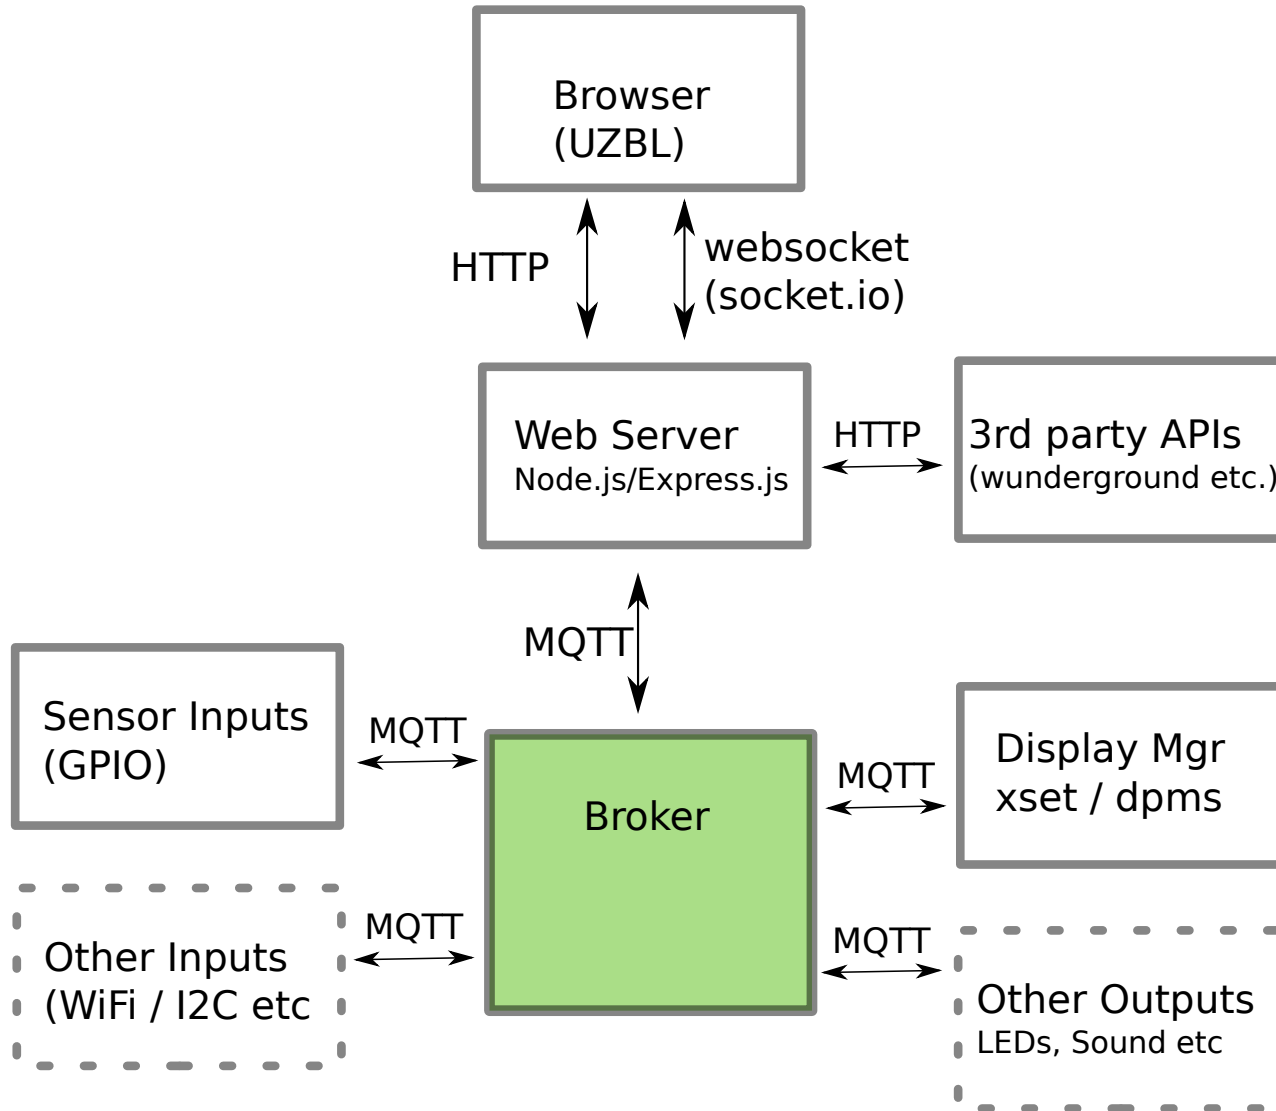 Browser
(UZBL)
HTTP
websocket
(socket.io)
Web Server
Node.js/Express.js
HTTP
3rd party APIs
(wunderground etc.)
MQTT
Sensor Inputs
(GPIO)
MQTT
Broker
MQTT
Display Mgr
xset / dpms
Other Inputs
(WiFi / I2C etc
MQTT
MQTT
Other Outputs
LEDs, Sound etc